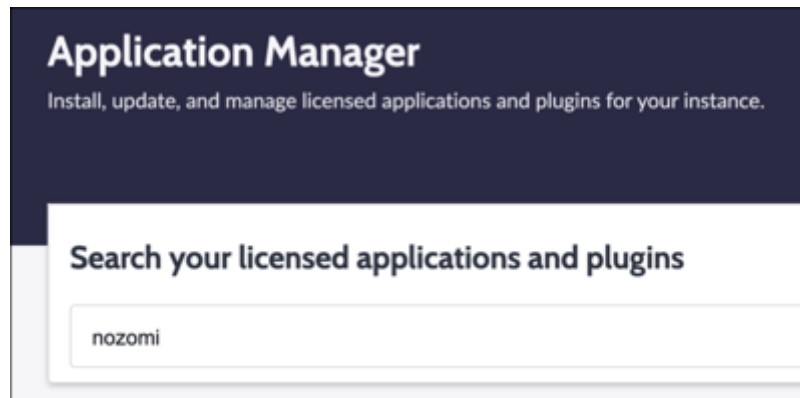 Application Manager
Install, update, and manage licensed applications and plugins for your instance.
Search your licensed applications and plugins
nozomi